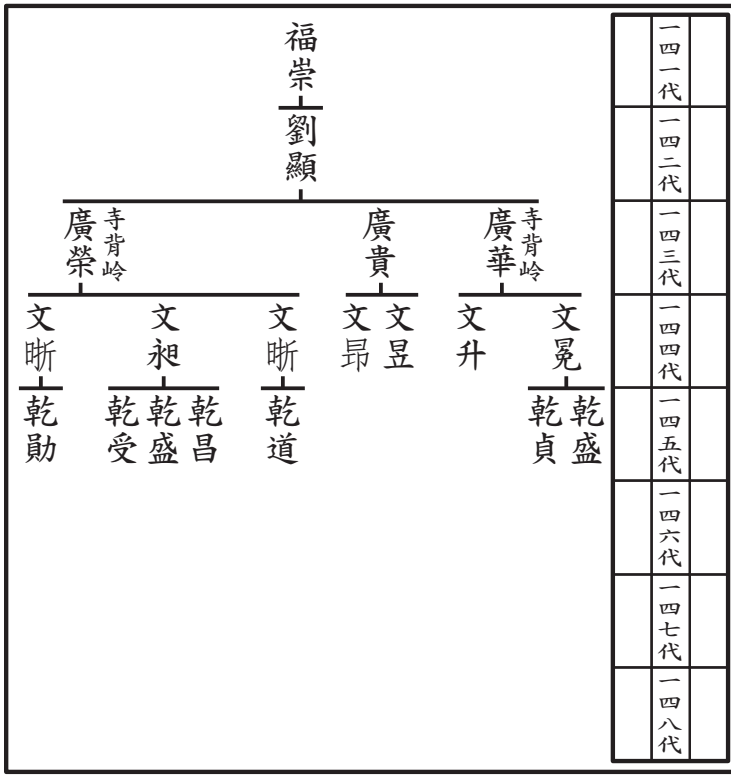 一四一代
一四二代
一四三代
一四四代
一四五代
一四六代
一四七代
一四八代
福崇
劉顯
廣華
寺背岭
廣貴
廣榮
寺背岭
文冕
文升
文昱
文昂
文晣
文昶
文晣
乾盛
乾貞
乾道
乾昌
乾盛
乾受
乾勛